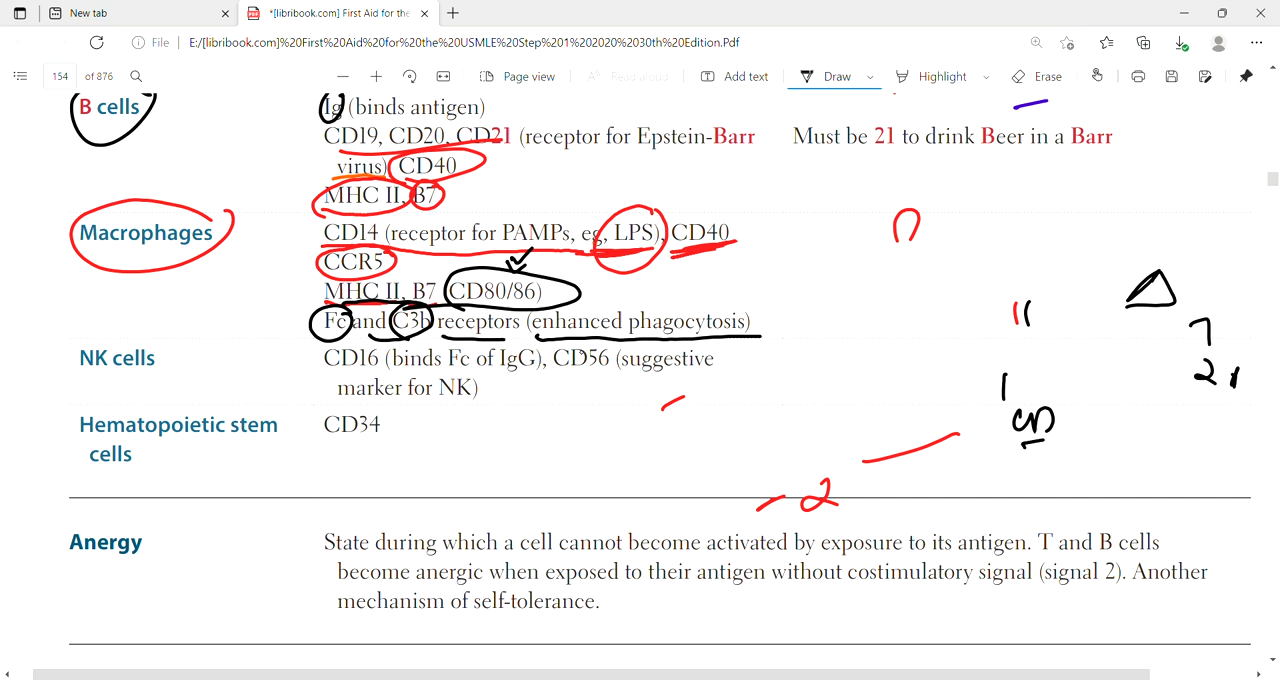 New tab
*[libribook.com] First Aid for the
File E:/[libribook.com]%20First%20Aid%20for%20the%20USMLE%20Step%201%202020%2030th%20Edition.Pdf
154 of 876 Page view Read aloud Add text Draw Highlight Erase
B cells Ig (binds antigen)
CD19, CD20, CD21 (receptor for Epstein-Barr Must be 21 to drink Beer in a Barr
virus), CD40
MHC II, B7
Macrophages CD14 (receptor for PAMPs, eg, LPS), CD40
CCR5
MHC II, B7 CD80/86)
Fc and C3b receptors (enhanced phagocytosis)
NK cells CD16 (binds Fc of IgG), CD56 (suggestive
marker for NK)
Hematopoietic stem CD34
cells
2
Anergy State during which a cell cannot become activated by exposure to its antigen. T and B cells
become anergic when exposed to their antigen without costimulatory signal (signal 2). Another
mechanism of self-tolerance.